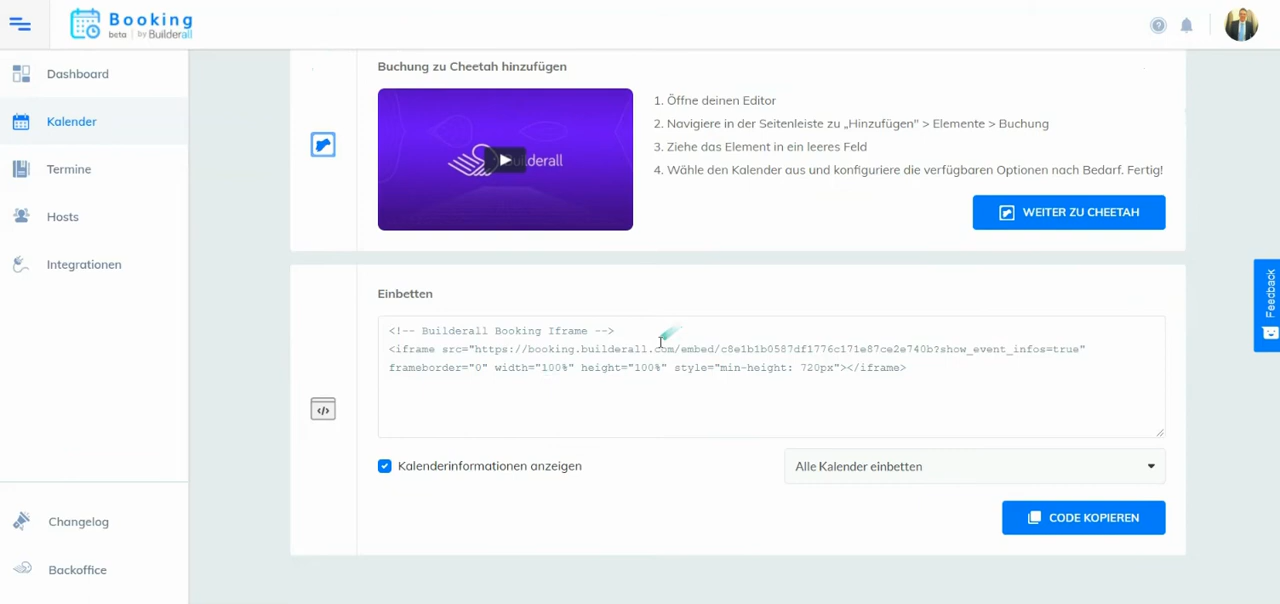 Booking
beta | by Builderall
Dashboard
Kalender
Termine
Hosts
Integrationen
Changelog
Backoffice
Buchung zu Cheetah hinzufügen
Builderall
1. Öffne deinen Editor
2. Navigiere in der Seitenleiste zu „Hinzufügen" > Elemente > Buchung
3. Ziehe das Element in ein leeres Feld
4. Wähle den Kalender aus und konfiguriere die verfügbaren Optionen nach Bedarf. Fertig!
WEITER ZU CHEETAH
Einbetten
<!-- Builderall Booking Iframe -->
<iframe src="https://booking.builderall.com/embed/c8e1b1b0587df1776c171e87ce2e740b?show_event_infos=true"
frameborder="0" width="100%" height="100%" style="min-height: 720px"></iframe>
Kalenderinformationen anzeigen
Alle Kalender einbetten
CODE KOPIEREN
Feedback